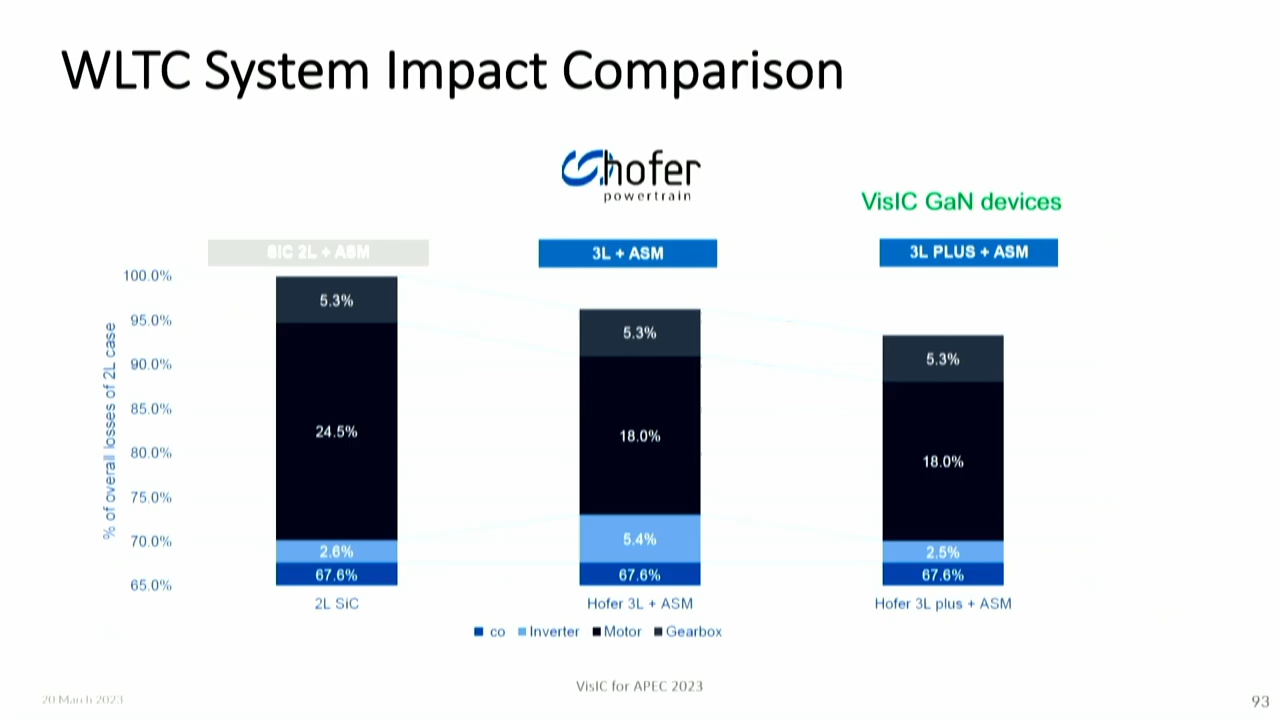 WLTC System Impact Comparison
hofer
powertrain
VisIC GaN devices
SIC 2L + ASM
3L + ASM
3L PLUS + ASM
% of overall losses of 2L case
100.0%
95.0%
90.0%
85.0%
80.0%
75.0%
70.0%
65.0%
5.3%
24.5%
2.6%
67.6%
5.3%
18.0%
5.4%
67.6%
5.3%
18.0%
2.5%
67.6%
2L SiC
Hofer 3L + ASM
Hofer 3L plus + ASM
co Inverter Motor Gearbox
20 March 2023
VisIC for APEC 2023
93